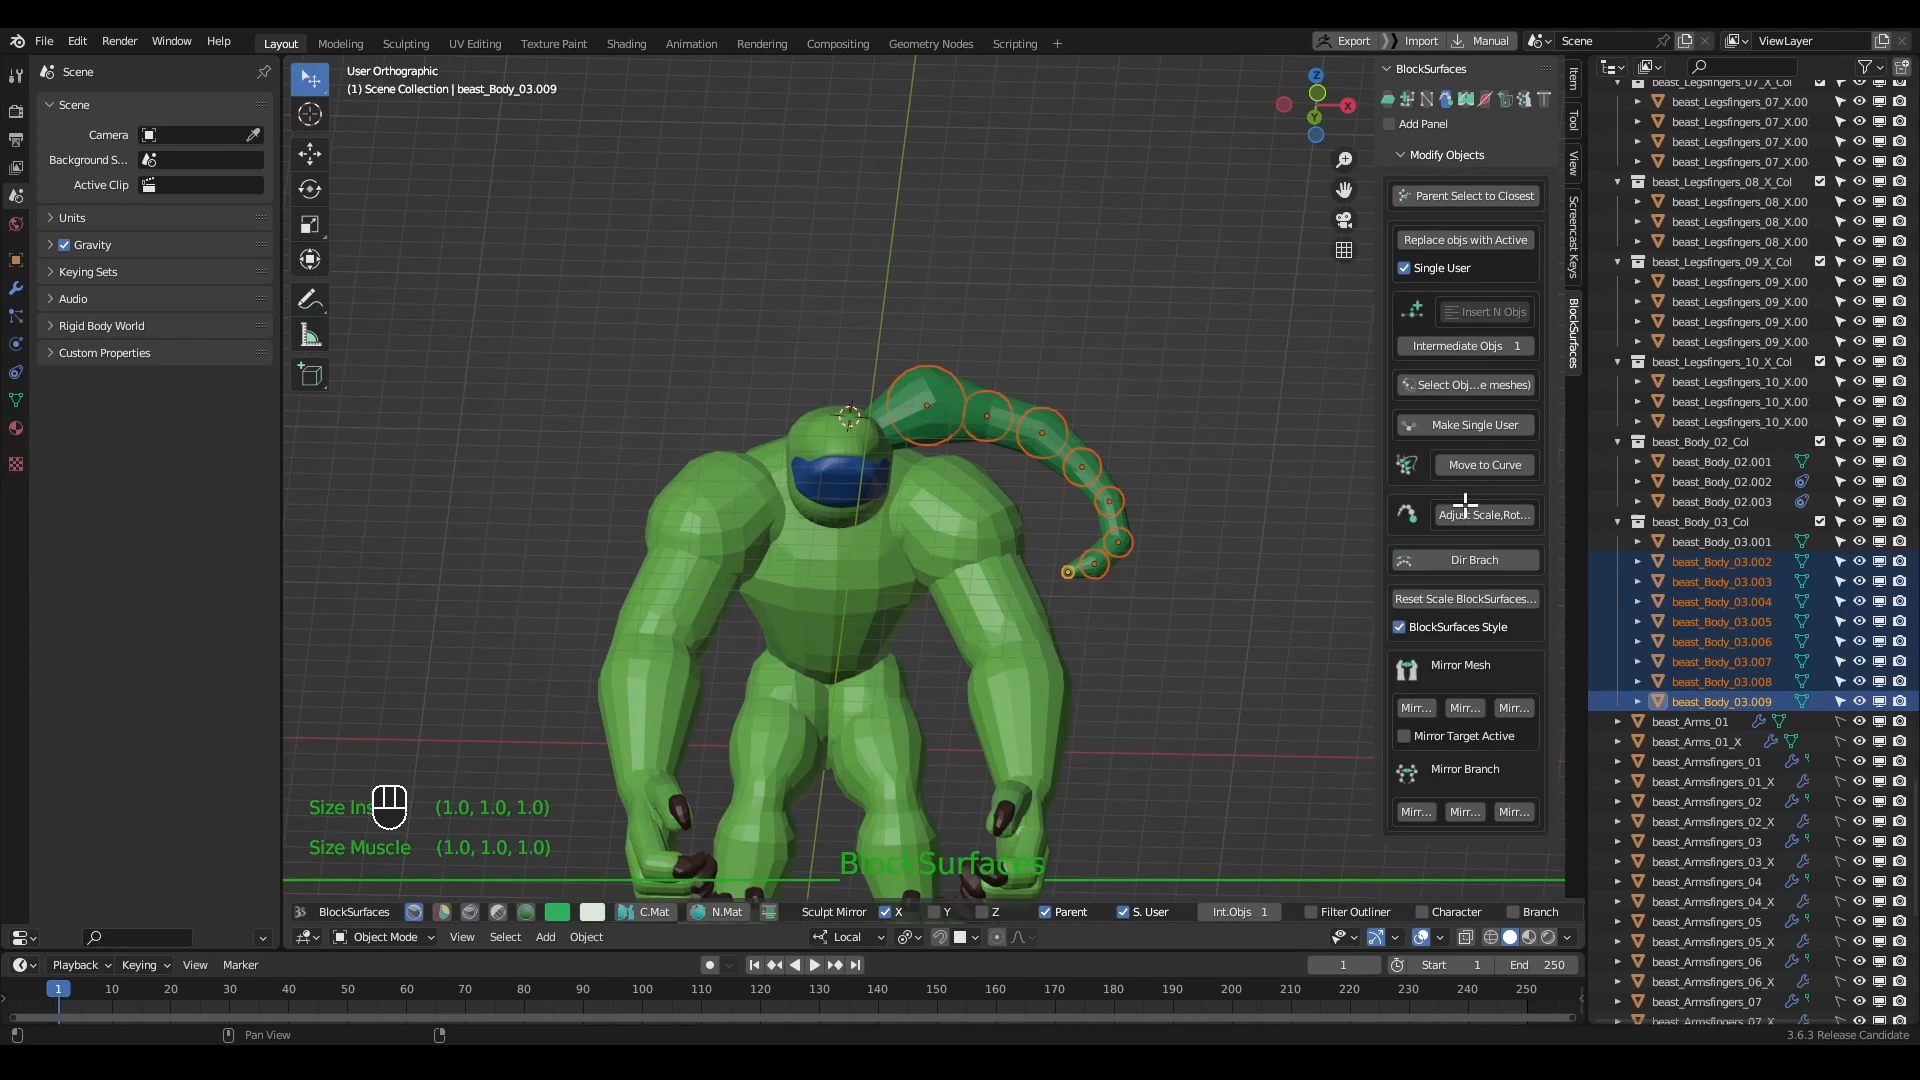 File Edit Render Window Help
Layout Modeling Sculpting UV Editing Texture Paint Shading Animation Rendering Compositing Geometry Nodes Scripting +
Export Import Manual Scene ViewLayer
Scene
Scene
Camera
Background S...
Active Clip
Units
Gravity
Keying Sets
Audio
Rigid Body World
Custom Properties
User Orthographic
(1) Scene Collection | beast_Body_03.009
Z
X
Y
BlockSurfaces
Add Panel
Modify Objects
Parent Select to Closest
Replace objs with Active
Single User
Insert N Objs
Intermediate Objs 1
Select Obj...e meshes)
Make Single User
Move to Curve
Adjust Scale,Rot...
Dir Brach
Reset Scale BlockSurfaces...
BlockSurfaces Style
Mirror Mesh
Mirr... Mirr... Mirr...
Mirror Target Active
Mirror Branch
Mirr... Mirr... Mirr...
Item
Tool
View
Screencast Keys
BlockSurfaces
beast_Legsfingers_07_X_Col
beast_Legsfingers_07_X.00
beast_Legsfingers_07_X.00
beast_Legsfingers_07_X.00
beast_Legsfingers_07_X.00
beast_Legsfingers_08_X_Col
beast_Legsfingers_08_X.00
beast_Legsfingers_08_X.00
beast_Legsfingers_08_X.00
beast_Legsfingers_09_X_Col
beast_Legsfingers_09_X.00
beast_Legsfingers_09_X.00
beast_Legsfingers_09_X.00
beast_Legsfingers_09_X.00
beast_Legsfingers_10_X_Col
beast_Legsfingers_10_X.00
beast_Legsfingers_10_X.00
beast_Legsfingers_10_X.00
beast_Body_02_Col
beast_Body_02.001
beast_Body_02.002
beast_Body_02.003
beast_Body_03_Col
beast_Body_03.001
beast_Body_03.002
beast_Body_03.003
beast_Body_03.004
beast_Body_03.005
beast_Body_03.006
beast_Body_03.007
beast_Body_03.008
beast_Body_03.009
beast_Arms_01
beast_Arms_01_X
beast_Armsfingers_01
beast_Armsfingers_01_X
beast_Armsfingers_02
beast_Armsfingers_02_X
beast_Armsfingers_03
beast_Armsfingers_03_X
beast_Armsfingers_04
beast_Armsfingers_04_X
beast_Armsfingers_05
beast_Armsfingers_05_X
beast_Armsfingers_06
beast_Armsfingers_06_X
beast_Armsfingers_07
beast_Armsfingers_07_X
Size (1.0, 1.0, 1.0)
Size Muscle (1.0, 1.0, 1.0)
BlockSurfaces
BlockSurfaces C.Mat N.Mat Sculpt Mirror X Y Z Parent S. User Int.Objs 1 Filter Outliner Character Branch
Object Mode View Select Add Object Local
Playback Keying View Marker 1 Start 1 End 250
1 10 20 30 40 50 60 70 80 90 100 110 120 130 140 150 160 170 180 190 200 210 220 230 240 250
Pan View 3.6.3 Release Candidate